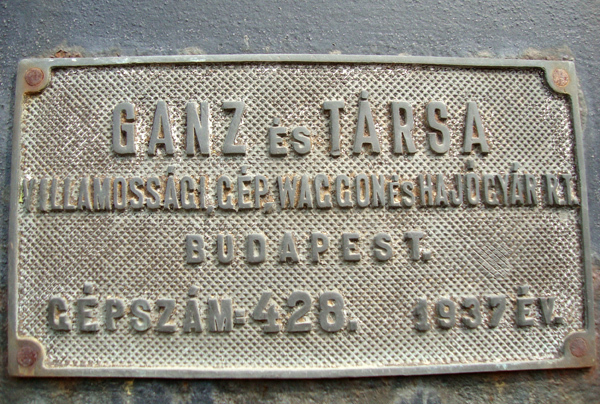 GANZ ÉS TÁRSA
VILLAMOSSÁGI, GÉP, WAGGON ÉS HAJÓGYÁR R.T.
BUDAPEST.
GÉPSZÁM=428. 1937 ÉV.